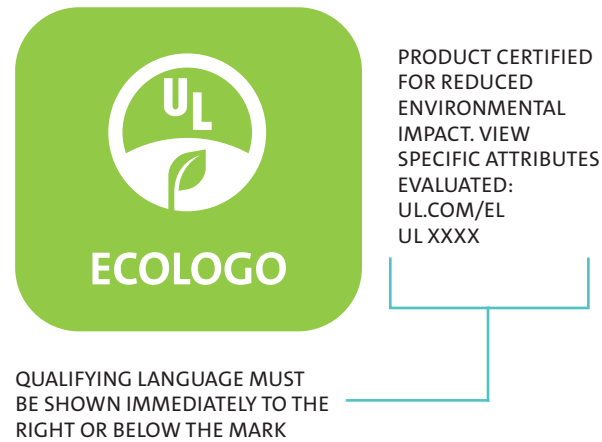 UL
ECOLOGO
PRODUCT CERTIFIED
FOR REDUCED
ENVIRONMENTAL
IMPACT. VIEW
SPECIFIC ATTRIBUTES
EVALUATED:
UL.COM/EL
UL XXXX
QUALIFYING LANGUAGE MUST
BE SHOWN IMMEDIATELY TO THE
RIGHT OR BELOW THE MARK